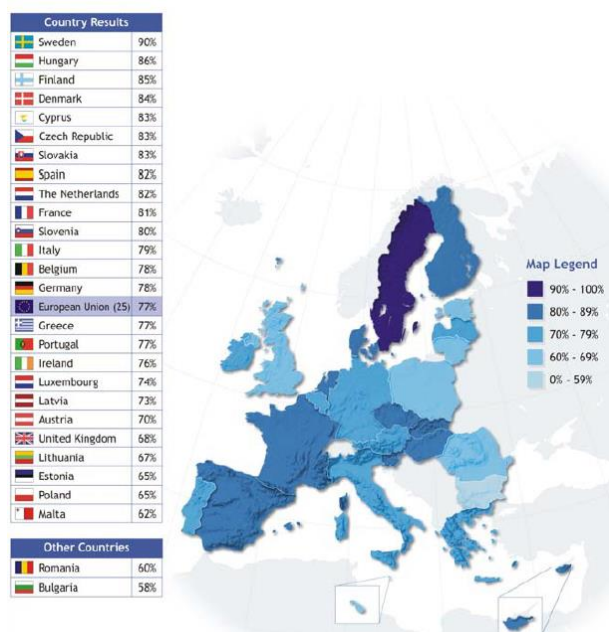 Country Results
Sweden 90%
Hungary 86%
Finland 85%
Denmark 84%
Cyprus 83%
Czech Republic 83%
Slovakia 83%
Spain 82%
The Netherlands 82%
France 81%
Slovenia 80%
Italy 79%
Belgium 78%
Germany 78%
European Union (25) 77%
Greece 77%
Portugal 77%
Ireland 76%
Luxembourg 74%
Latvia 73%
Austria 70%
United Kingdom 68%
Lithuania 67%
Estonia 65%
Poland 65%
Malta 62%
Other Countries
Romania 60%
Bulgaria 58%
Map Legend
90% - 100%
80% - 89%
70% - 79%
60% - 69%
0% - 59%